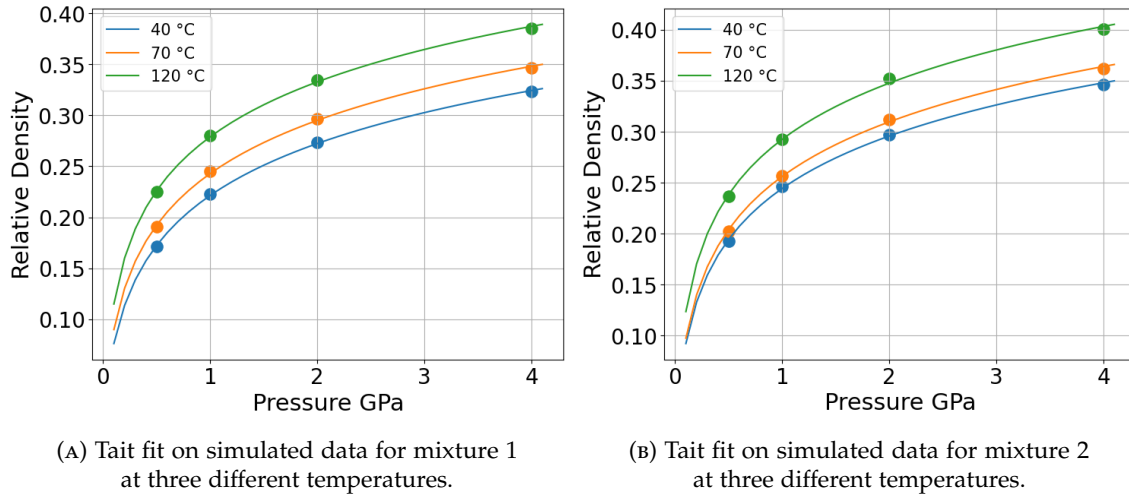 40 °C
70 °C
120 °C
0.40
0.35
0.30
0.25
0.20
0.15
0.10
Relative Density
0
1
2
3
4
Pressure GPa
(A) Tait fit on simulated data for mixture 1
at three different temperatures.
40 °C
70 °C
120 °C
0.40
0.35
0.30
0.25
0.20
0.15
0.10
Relative Density
0
1
2
3
4
Pressure GPa
(B) Tait fit on simulated data for mixture 2
at three different temperatures.